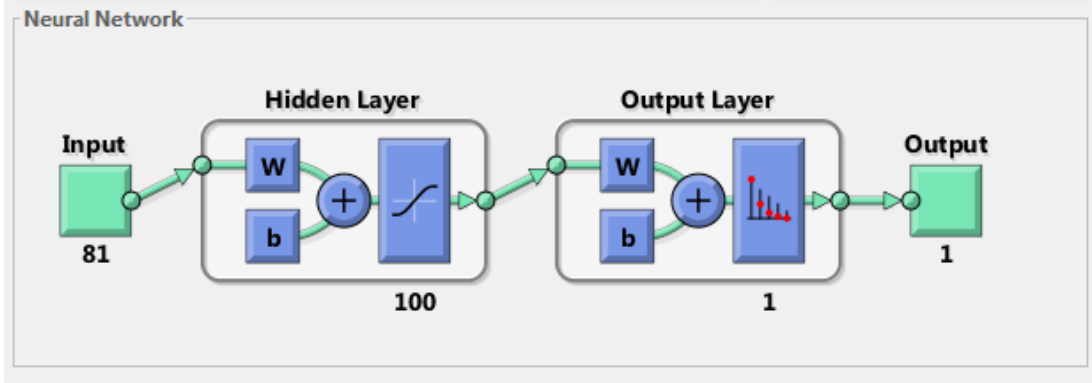 Neural Network
Hidden Layer
Output Layer
Input
Output
W
W
b
b
81
1
100
1